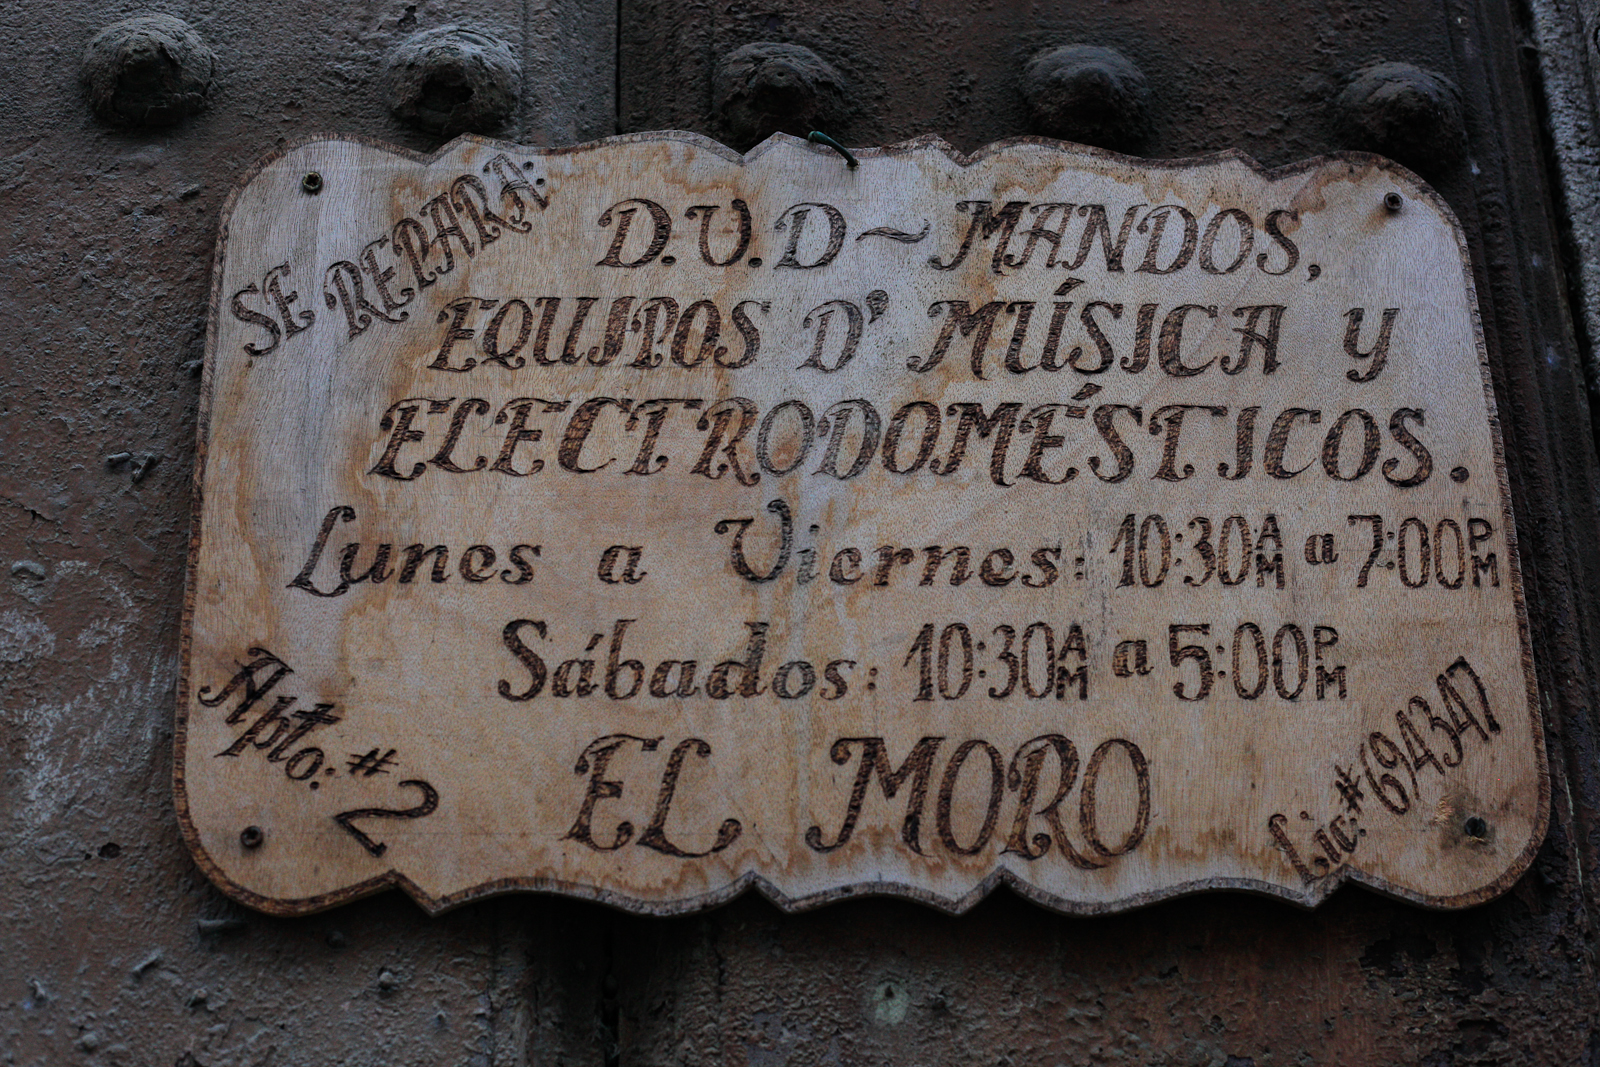 SE REPARA:
D.V.D ~ MANDOS,
EQUIPOS D' MÚSICA y
ELECTRODOMÉSTICOS.
Lunes a Viernes: 10:30AM a 7:00PM
Sábados: 10:30AM a 5:00PM
Apto.: # 2
EL MORO
Lic.# 694347